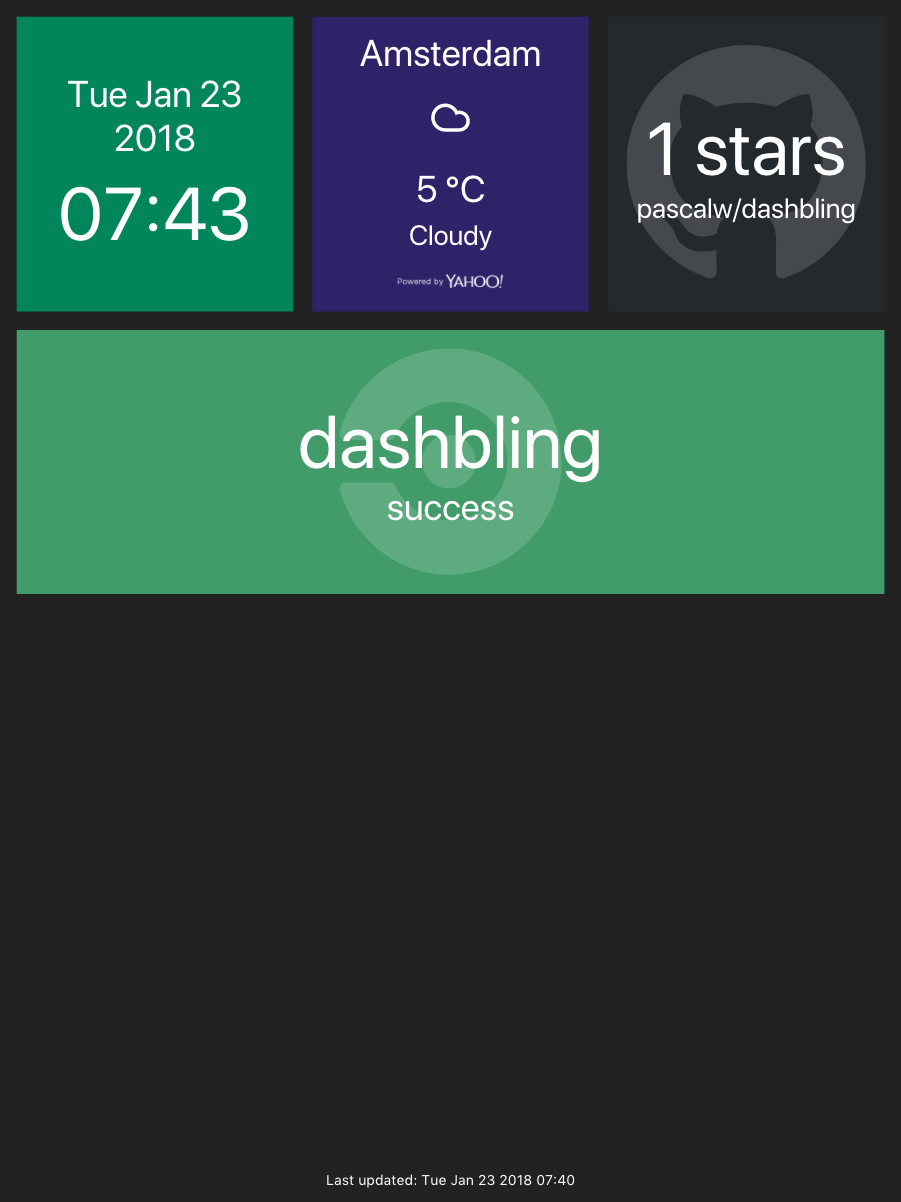 Tue Jan 23
2018
07:43
Amsterdam
5 °C
Cloudy
Powered by YAHOO!
1 stars
pascalw/dashbling
dashbling
success
Last updated: Tue Jan 23 2018 07:40